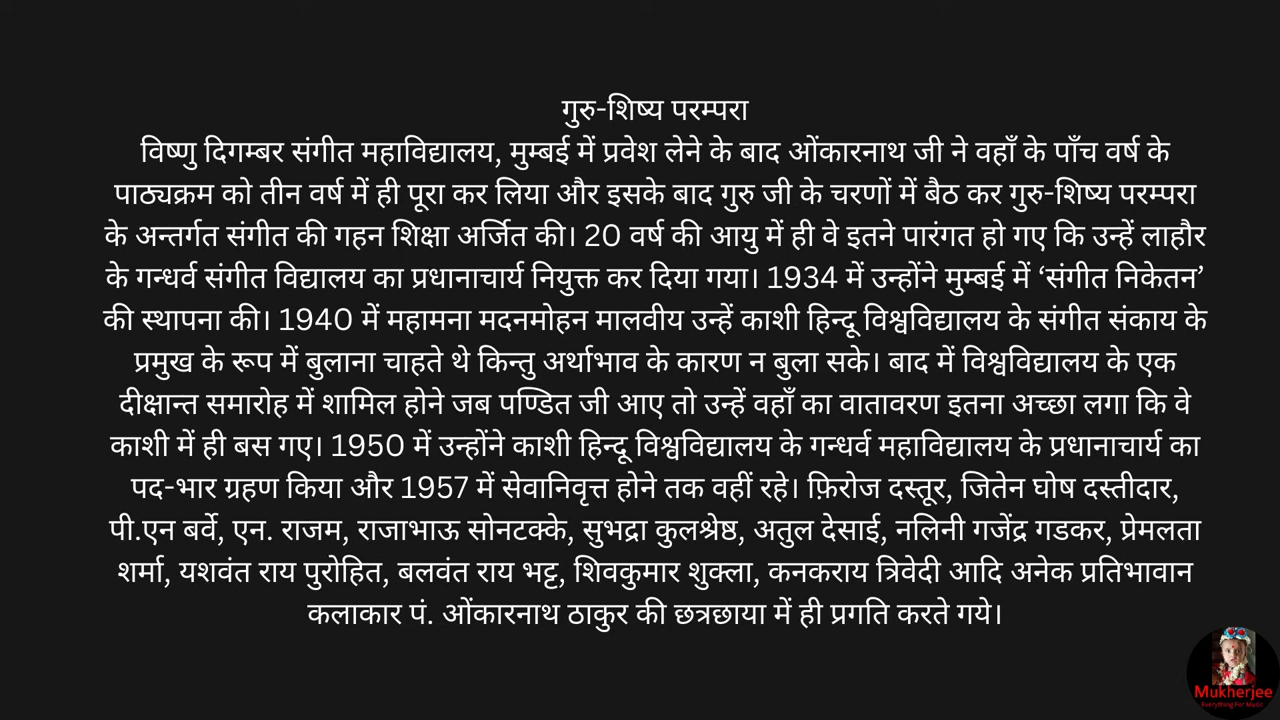 गुरु-शिष्य परम्परा
विष्णु दिगम्बर संगीत महाविद्यालय, मुम्बई में प्रवेश लेने के बाद ओंकारनाथ जी ने वहाँ के पाँच वर्ष के
पाठ्यक्रम को तीन वर्ष में ही पूरा कर लिया और इसके बाद गुरु जी के चरणों में बैठ कर गुरु-शिष्य परम्परा
के अन्तर्गत संगीत की गहन शिक्षा अर्जित की। 20 वर्ष की आयु में ही वे इतने पारंगत हो गए कि उन्हें लाहौर
के गन्धर्व संगीत विद्यालय का प्रधानाचार्य नियुक्त कर दिया गया। 1934 में उन्होंने मुम्बई में ‘संगीत निकेतन’
की स्थापना की। 1940 में महामना मदनमोहन मालवीय उन्हें काशी हिन्दू विश्वविद्यालय के संगीत संकाय के
प्रमुख के रूप में बुलाना चाहते थे किन्तु अर्थाभाव के कारण न बुला सके। बाद में विश्वविद्यालय के एक
दीक्षान्त समारोह में शामिल होने जब पण्डित जी आए तो उन्हें वहाँ का वातावरण इतना अच्छा लगा कि वे
काशी में ही बस गए। 1950 में उन्होंने काशी हिन्दू विश्वविद्यालय के गन्धर्व महाविद्यालय के प्रधानाचार्य का
पद-भार ग्रहण किया और 1957 में सेवानिवृत्त होने तक वहीं रहे। फ़िरोज दस्तूर, जितेन घोष दस्तीदार,
पी.एन बर्वे, एन. राजम, राजाभाऊ सोनटक्के, सुभद्रा कुलश्रेष्ठ, अतुल देसाई, नलिनी गजेंद्र गडकर, प्रेमलता
शर्मा, यशवंत राय पुरोहित, बलवंत राय भट्ट, शिवकुमार शुक्ला, कनकराय त्रिवेदी आदि अनेक प्रतिभावान
कलाकार पं. ओंकारनाथ ठाकुर की छत्रछाया में ही प्रगति करते गये।
Mukherjee
Everything For Music